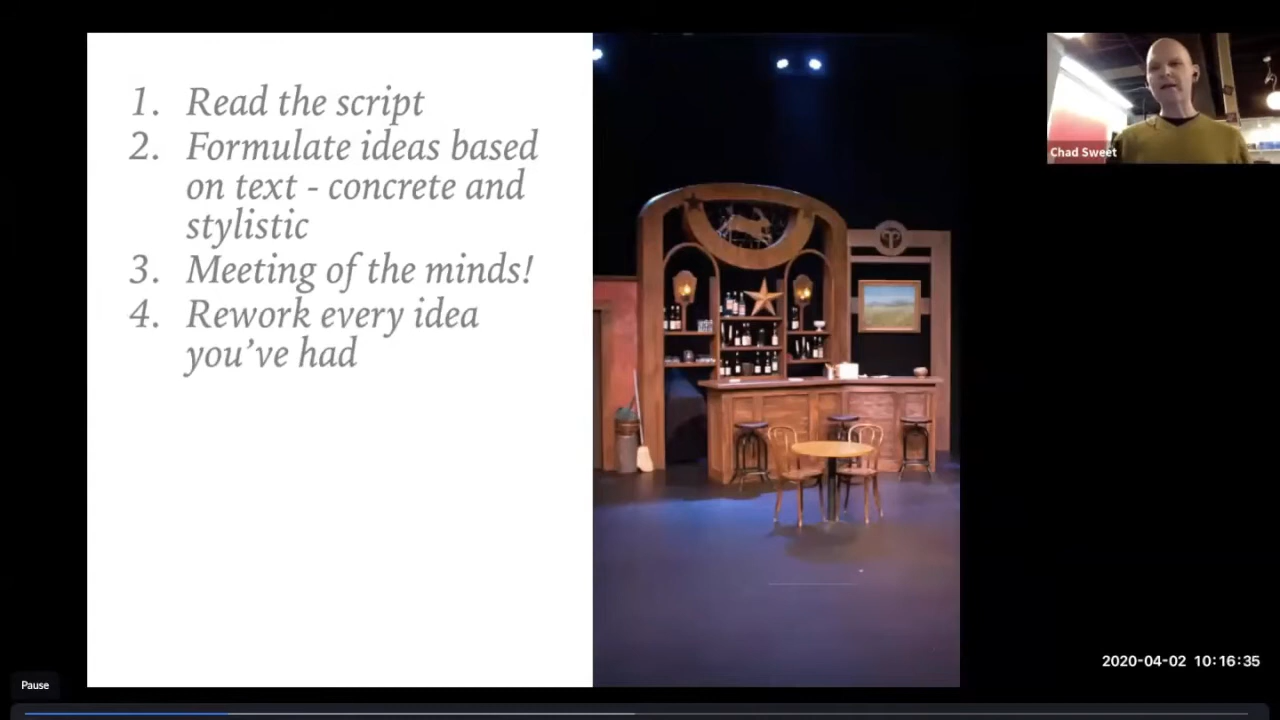 1. Read the script
2. Formulate ideas based
on text - concrete and
stylistic
3. Meeting of the minds!
4. Rework every idea
you've had
Chad Sweet
2020-04-02 10:16:35
Pause